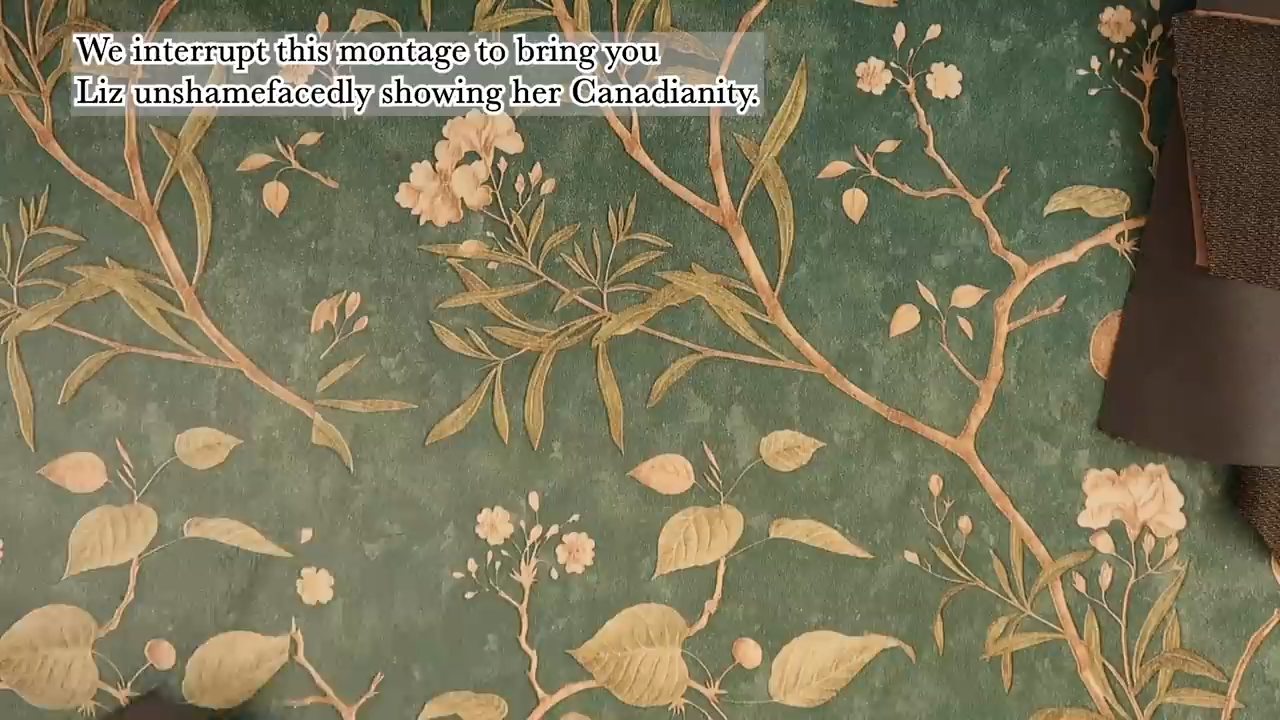 We interrupt this montage to bring you
Liz unshamefacedly showing her Canadianity.